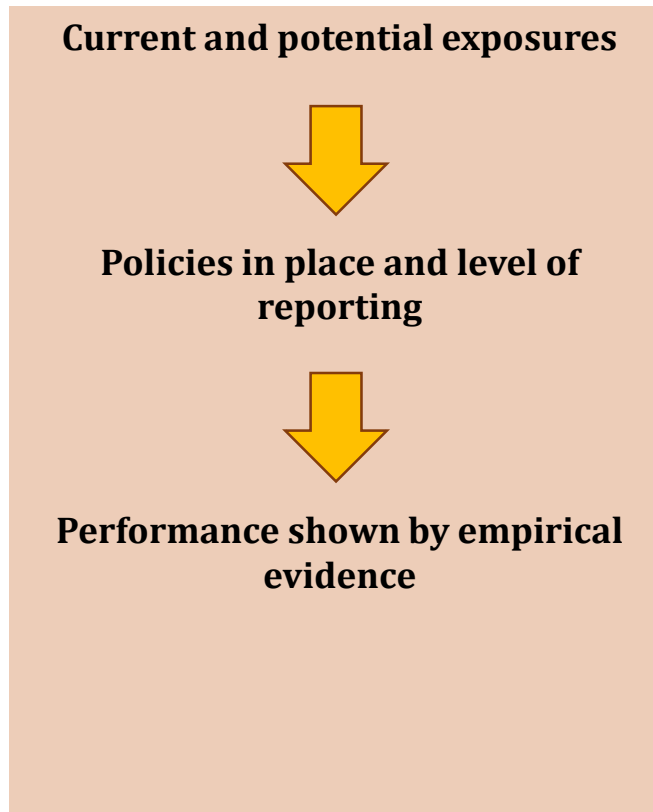 Current and potential exposures
Policies in place and level of
reporting
Performance shown by empirical
evidence